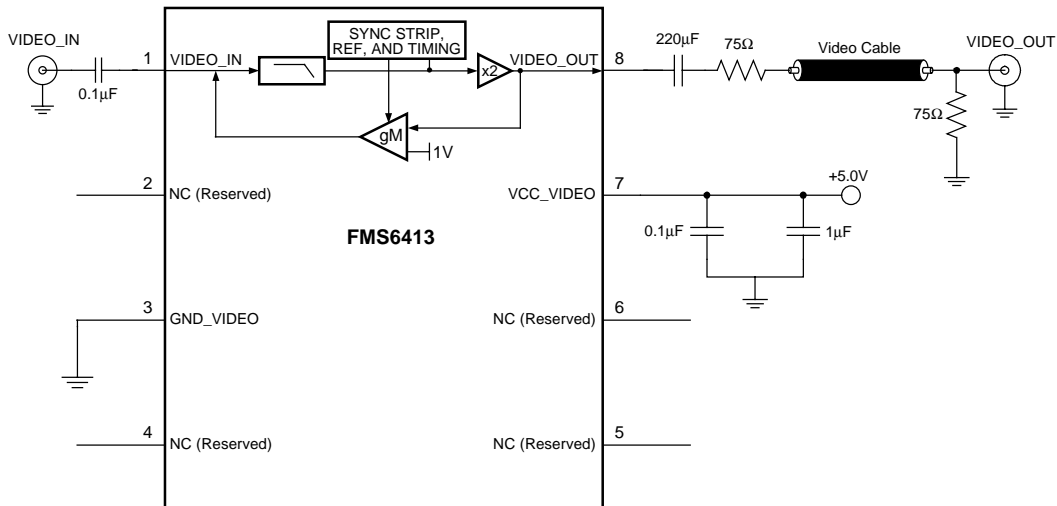 VIDEO_IN
0.1µF
1
VIDEO_IN
SYNC STRIP,
REF, AND TIMING
x2
gM
1V
VIDEO_OUT
8
220µF
75Ω
Video Cable
VIDEO_OUT
75Ω
2
NC (Reserved)
VCC_VIDEO
7
+5.0V
0.1µF
1µF
FMS6413
3
GND_VIDEO
NC (Reserved)
6
4
NC (Reserved)
NC (Reserved)
5